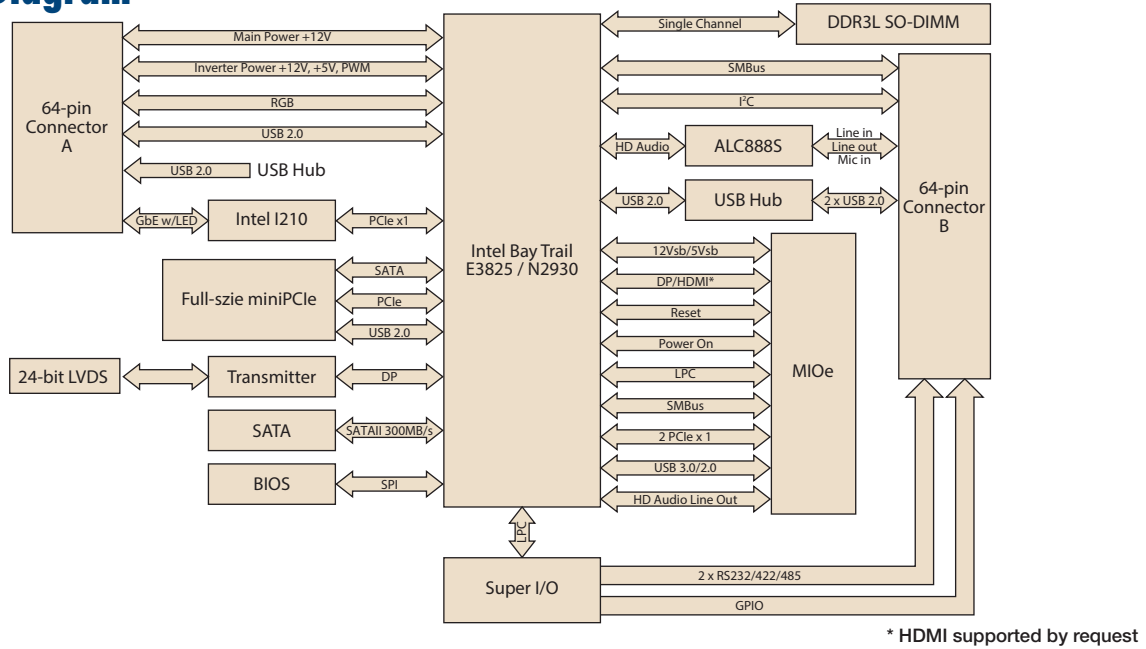 Main Power +12V
Inverter Power +12V, +5V, PWM
RGB
USB 2.0
64-pin
Connector
A
USB 2.0
USB Hub
GbE w/LED
Intel I210
PCIe x1
Full-szie miniPCIe
SATA
PCIe
USB 2.0
24-bit LVDS
Transmitter
DP
SATA
SATAII 300MB/s
BIOS
SPI
Intel Bay Trail
E3825 / N2930
Single Channel
DDR3L SO-DIMM
SMBus
I²C
HD Audio
ALC888S
Line in
Line out
Mic in
USB 2.0
USB Hub
2 x USB 2.0
64-pin
Connector
B
12Vsb/5Vsb
DP/HDMI*
Reset
Power On
LPC
SMBus
2 PCIe x 1
USB 3.0/2.0
HD Audio Line Out
MIOe
LPC
Super I/O
2 x RS232/422/485
GPIO
* HDMI supported by request